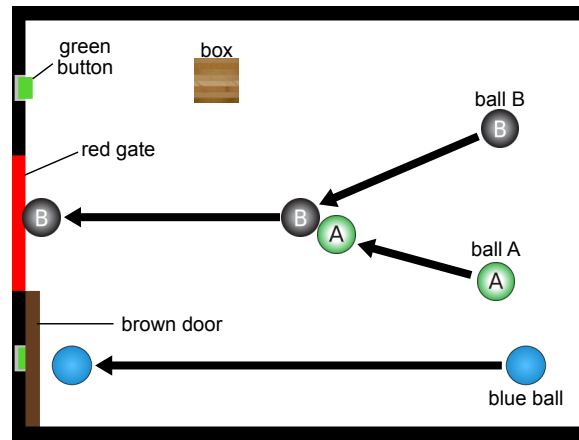 green
button
box
ball B
B
red gate
B
B
A
ball A
A
brown door
blue ball